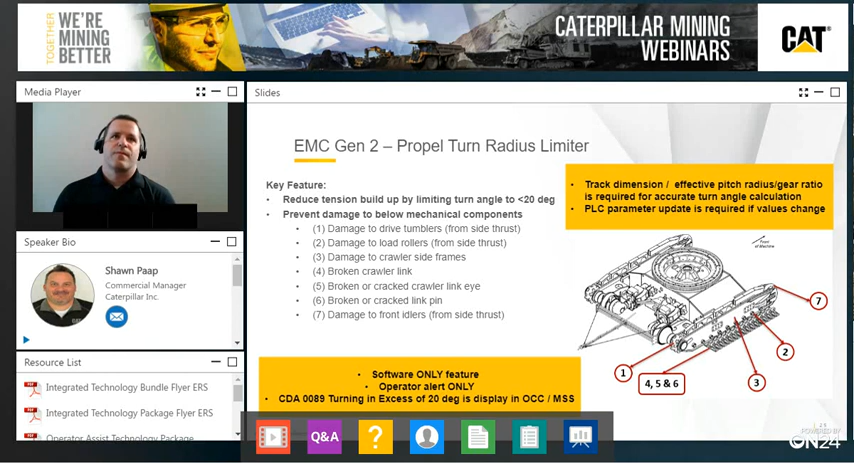 TOGETHER
WE'RE
MINING
BETTER
CATERPILLAR MINING
WEBINARS
CAT
Media Player
Slides
EMC Gen 2 – Propel Turn Radius Limiter
Key Feature:
• Reduce tension build up by limiting turn angle to <20 deg
• Prevent damage to below mechanical components
• (1) Damage to drive tumblers (from side thrust)
• (2) Damage to load rollers (from side thrust)
• (3) Damage to crawler side frames
• (4) Broken crawler link
• (5) Broken or cracked crawler link eye
• (6) Broken or cracked link pin
• (7) Damage to front idlers (from side thrust)
• Track dimension / effective pitch radius/gear ratio
is required for accurate turn angle calculation
• PLC parameter update is required if values change
Front
of Machine
7
2
1
4, 5 & 6
3
• Software ONLY feature
• Operator alert ONLY
• CDA 0089 Turning in Excess of 20 deg is display in OCC / MSS
Speaker Bio
Shawn Paap
Commercial Manager
Caterpillar Inc.
Resource List
Integrated Technology Bundle Flyer ERS
Integrated Technology Package Flyer ERS
Operator Assist Technology Package
Q&A
?
POWERED BY
ON24